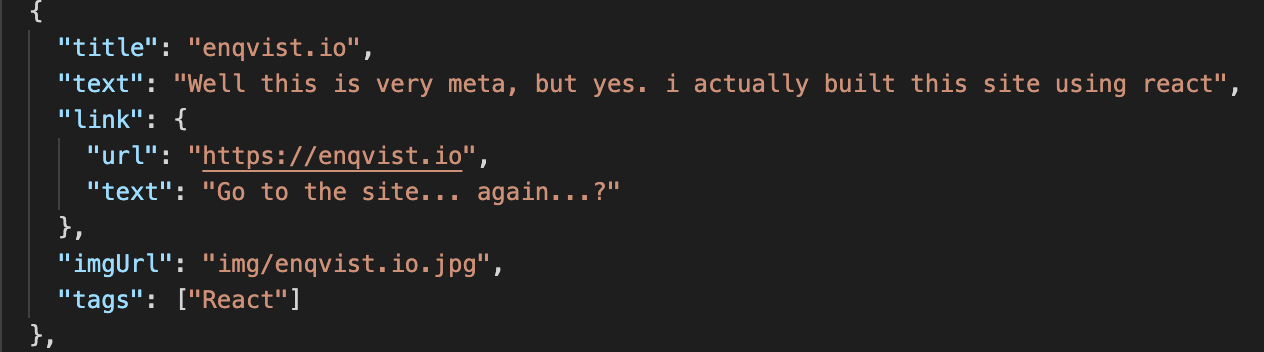 {
"title": "enqvist.io",
"text": "Well this is very meta, but yes. i actually built this site using react",
"link": {
"url": "https://enqvist.io",
"text": "Go to the site... again...?"
},
"imgUrl": "img/enqvist.io.jpg",
"tags": ["React"]
},